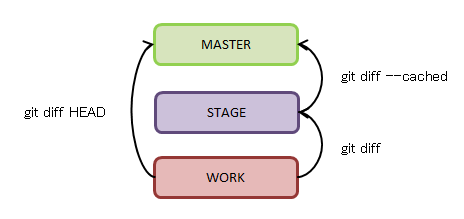 MASTER
git diff --cached
git diff HEAD
STAGE
git diff
WORK